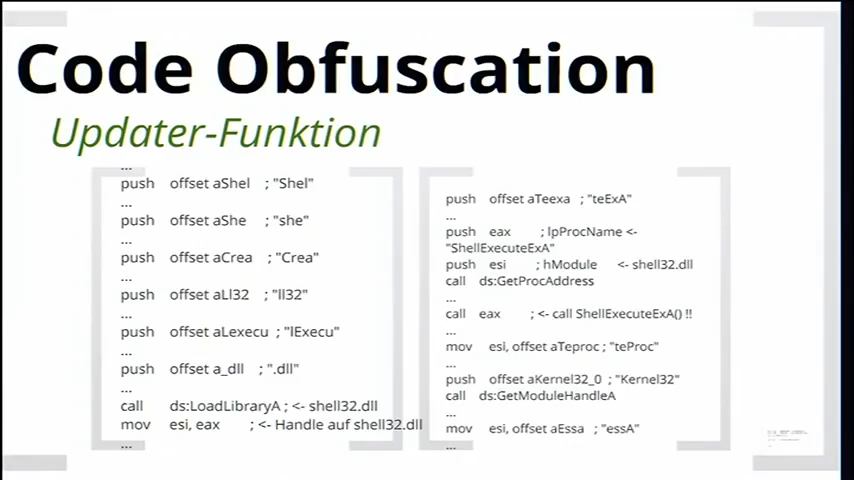 Code Obfuscation
Updater-Funktion
...
push offset aShel ; "Shel"
...
push offset aShe ; "she"
...
push offset aCrea ; "Crea"
...
push offset aLl32 ; "ll32"
...
push offset aLexecu ; "lExecu"
...
push offset a_dll ; ".dll"
...
call ds:LoadLibraryA ; <- shell32.dll
mov esi, eax ; <- Handle auf shell32.dll
...
push offset aTeexa ; "teExA"
...
push eax ; lpProcName <-
"ShellExecuteExA"
push esi ; hModule <- shell32.dll
call ds:GetProcAddress
...
call eax ; <- call ShellExecuteExA() !!
...
mov esi, offset aTeproc ; "teProc"
...
push offset aKernel32_0 ; "Kernel32"
call ds:GetModuleHandleA
...
mov esi, offset aEssa ; "essA"
...